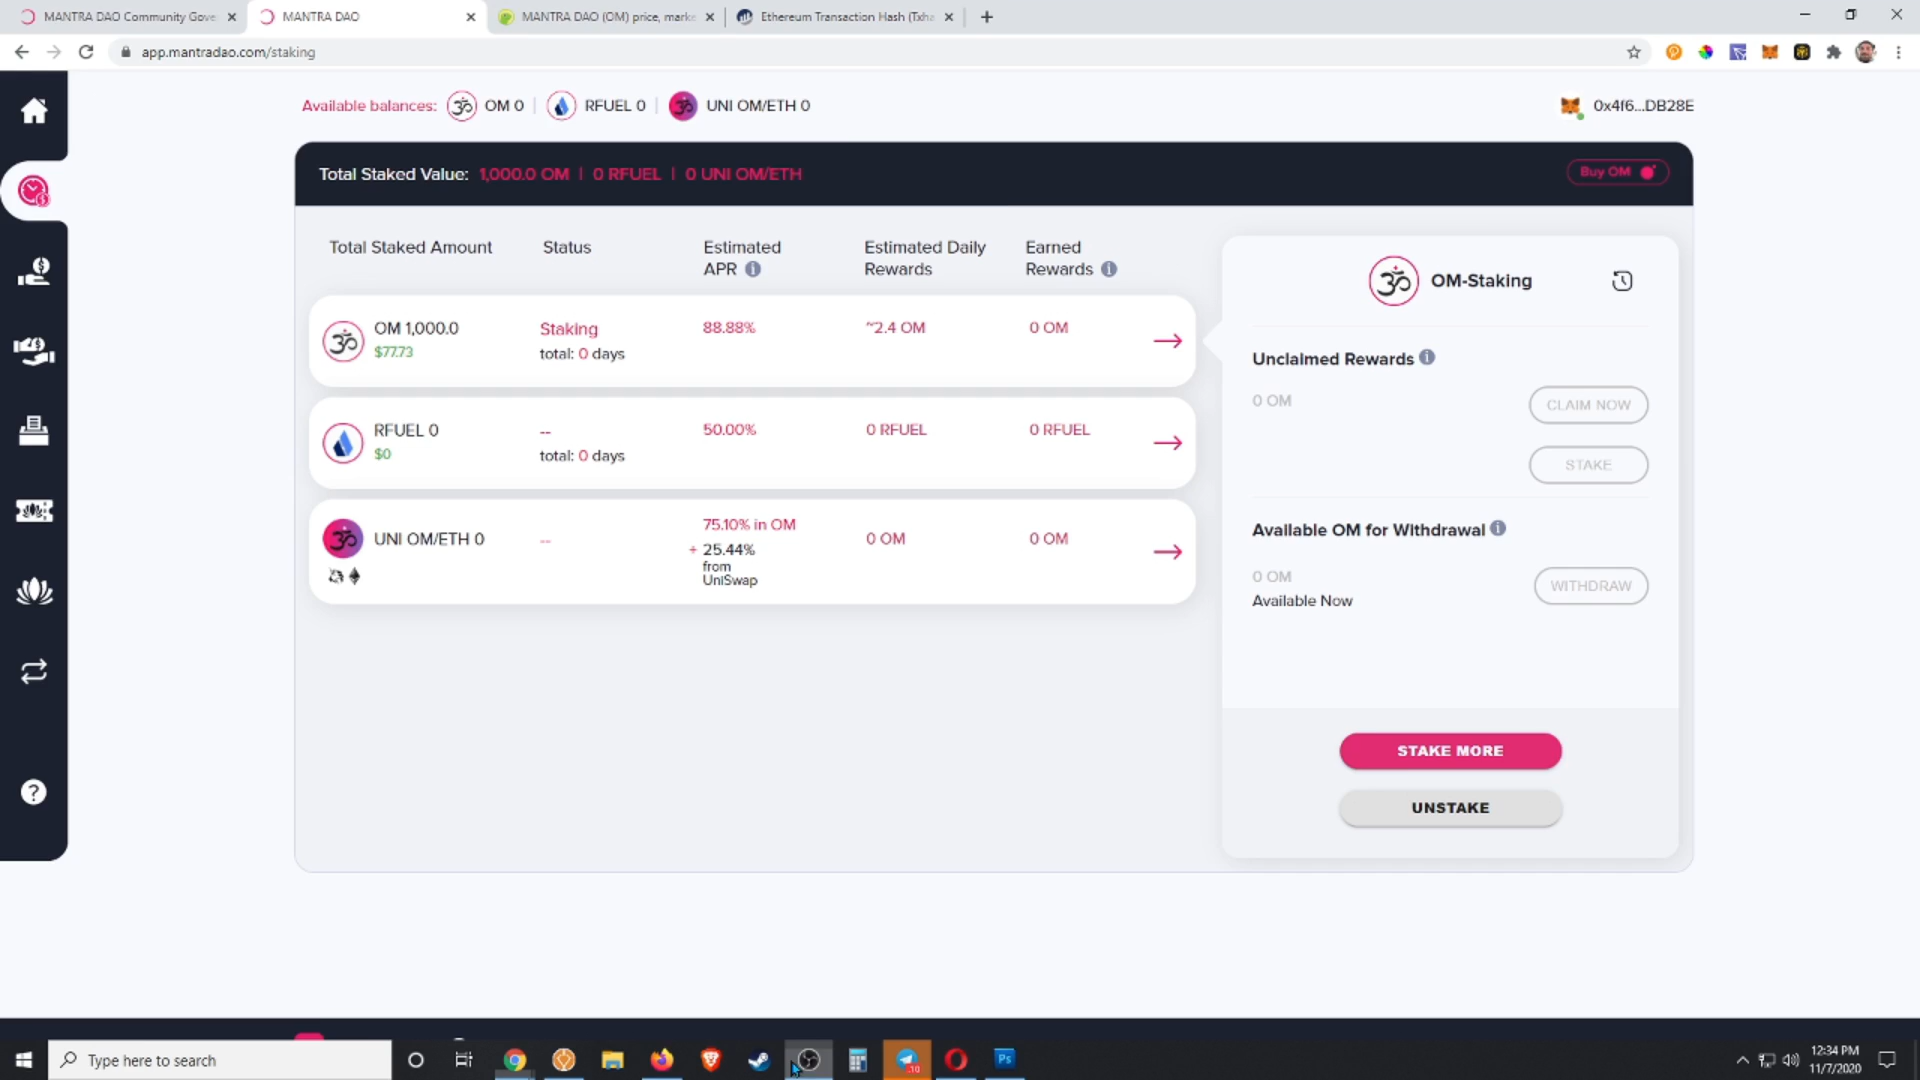 MANTRA DAO Community Gove
MANTRA DAO
MANTRA DAO (OM) price, marke
Ethereum Transaction Hash (Txha
app.mantradao.com/staking
Available balances: OM 0 | RFUEL 0 | UNI OM/ETH 0
0x4f6...DB28E
Total Staked Value: 1,000.0 OM | 0 RFUEL | 0 UNI OM/ETH
Buy OM
Total Staked Amount
Status
Estimated
APR
Estimated Daily
Rewards
Earned
Rewards
OM 1,000.0
$77.73
Staking
total: 0 days
88.88%
~2.4 OM
0 OM
RFUEL 0
$0
--
total: 0 days
50.00%
0 RFUEL
0 RFUEL
UNI OM/ETH 0
--
75.10% in OM
+ 25.44%
from
UniSwap
0 OM
0 OM
OM-Staking
Unclaimed Rewards
0 OM
CLAIM NOW
STAKE
Available OM for Withdrawal
0 OM
Available Now
WITHDRAW
STAKE MORE
UNSTAKE
Type here to search
10
Ps
12:34 PM
11/7/2020